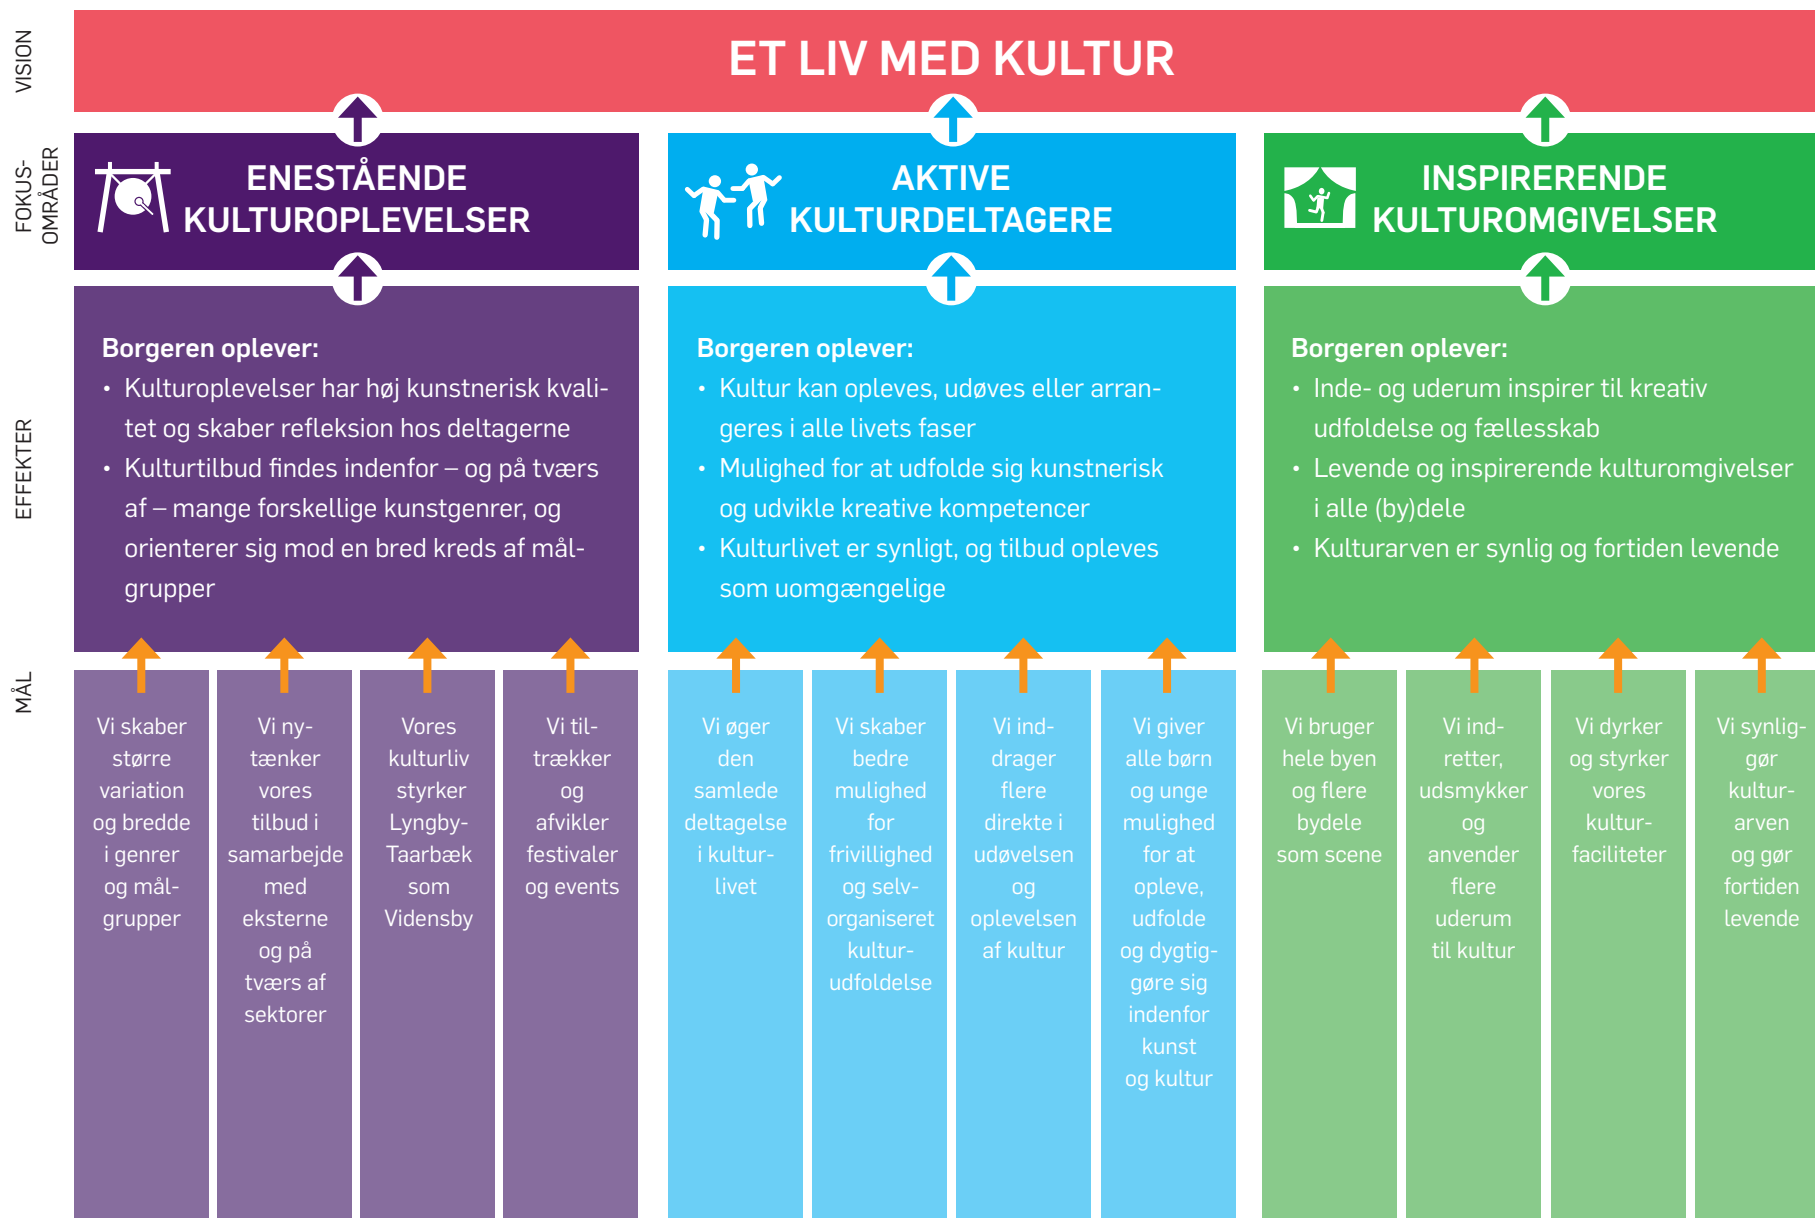 VISION
ET LIV MED KULTUR
FOKUS-
OMRÅDER
ENESTÅENDE
KULTUROPLEVELSER
AKTIVE
KULTURDELTAGERE
INSPIRERENDE
KULTUROMGIVELSER
EFFEKTER
Borgeren oplever:
• Kulturoplevelser har høj kunstnerisk kvali-
tet og skaber refleksion hos deltagerne
• Kulturtilbud findes indenfor – og på tværs
af – mange forskellige kunstgenrer, og
orienterer sig mod en bred kreds af mål-
grupper
Borgeren oplever:
• Kultur kan opleves, udøves eller arran-
geres i alle livets faser
• Mulighed for at udfolde sig kunstnerisk
og udvikle kreative kompetencer
• Kulturlivet er synligt, og tilbud opleves
som uomgængelige
Borgeren oplever:
• Inde- og uderum inspirer til kreativ
udfoldelse og fællesskab
• Levende og inspirerende kulturomgivelser
i alle (by)dele
• Kulturarven er synlig og fortiden levende
MÅL
Vi skaber
større
variation
og bredde
i genrer
og mål-
grupper
Vi ny-
tænker
vores
tilbud i
samarbejde
med
eksterne
og på
tværs af
sektorer
Vores
kulturliv
styrker
Lyngby-
Taarbæk
som
Vidensby
Vi til-
trækker
og
afvikler
festivaler
og events
Vi øger
den
samlede
deltagelse
i kultur-
livet
Vi skaber
bedre
mulighed
for
frivillighed
og selv-
organiseret
kultur-
udfoldelse
Vi ind-
drager
flere
direkte i
udøvelsen
og
oplevelsen
af kultur
Vi giver
alle børn
og unge
mulighed
for at
opleve,
udfolde
og dygtig-
gøre sig
indenfor
kunst
og kultur
Vi bruger
hele byen
og flere
bydele
som scene
Vi ind-
retter,
udsmykker
og
anvender
flere
uderum
til kultur
Vi dyrker
og styrker
vores
kultur-
faciliteter
Vi synlig-
gør
kultur-
arven
og gør
fortiden
levende